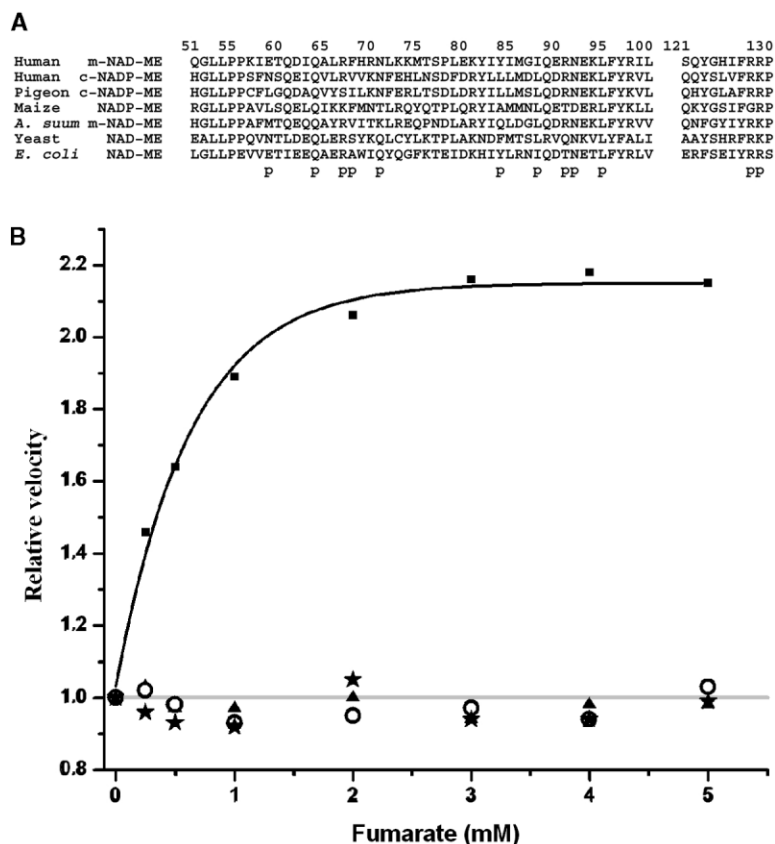 A
51 55 60 65 70 75 80 85 90 95 100 121 130
Human m-NAD-ME QGLLPPKIETQDIQALRFHRNLKKMTSPLEKYIYIMGIQERNEKLFYRIL SQYGHIFRRP
Human c-NADP-ME HGLLPPSFNSQEIQVLRVVKNFEHLNSDFDRYLLLMDLQDRNEKLFYRVL QQYSLVFRKP
Pigeon c-NADP-ME HGLLPPCFLGQDAQVYSILKNFERLTSDLDRYILLMSLQDRNEKLFYKVL QHYGLAFRRP
Maize NADP-ME RGLLPPAVLSQELQIKKFMNTLRQYQTPLQRYIAMMNLQETDERLFYKLL QKYGSIFGRP
A. suum m-NAD-ME HGLLPPAFMTQEQQAYRVITKLREQPNDLARYIQLDGLQDRNEKLFYRVV QNFGYIYRKP
Yeast NAD-ME EALLPPQVNTLDEQLERSYKQLCYLKTPLAKNDFMTSLRVQNKVLYFALI AAYSHRFRKP
E. coli NAD-ME LGLLPPEVVETIEEQAERAWIQYQGFKTEIDKHIYLRNIQDTNETLFYRLV ERFSEIYRRS
p p pp p p p pp p pp
B
2.2
2.0
1.8
1.6
1.4
1.2
1.0
0.8
Relative velocity
0 1 2 3 4 5
Fumarate (mM)